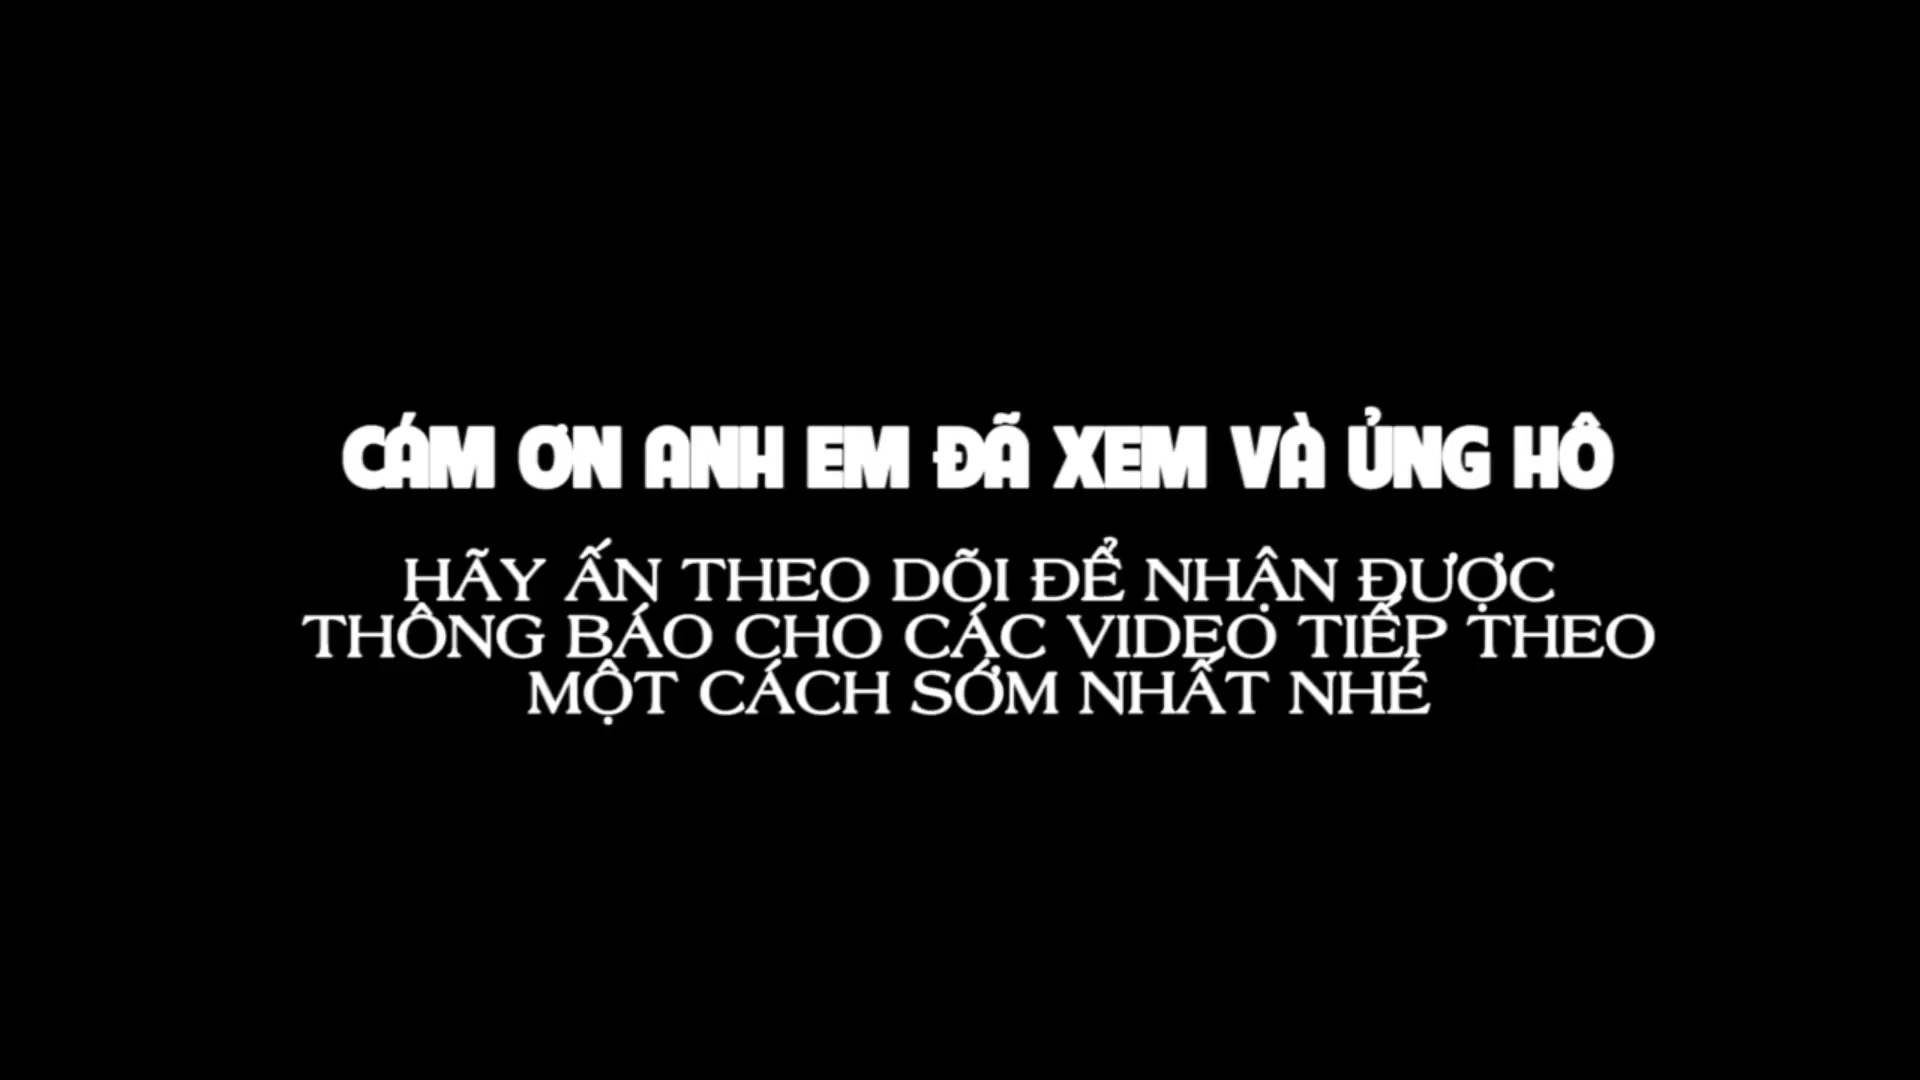 CÁM ƠN ANH EM ĐÃ XEM VÀ ỦNG HÔ
HÃY ẤN THEO DÕI ĐỂ NHẬN ĐƯỢC
THÔNG BÁO CHO CÁC VIDEO TIẾP THEO
MỘT CÁCH SỚM NHẤT NHÉ